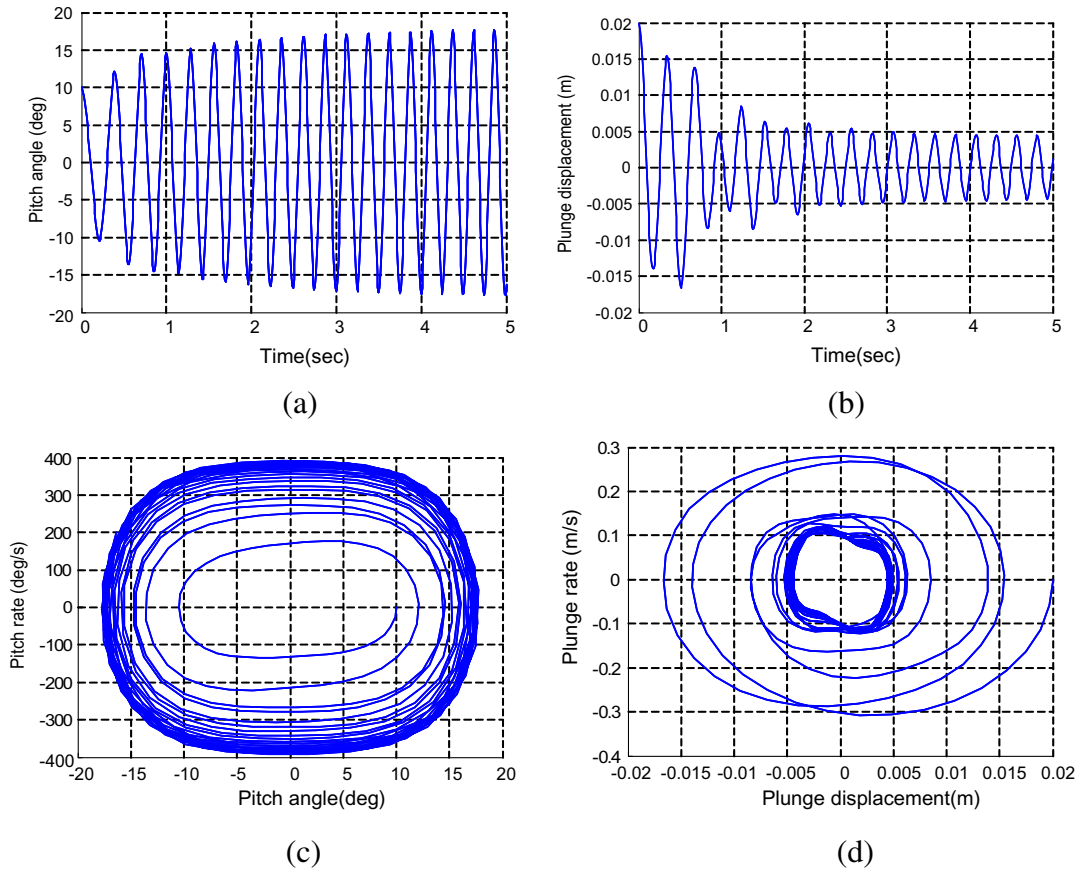 20
15
10
5
0
-5
-10
-15
-20
Pitch angle (deg)
0 1 2 3 4 5
Time(sec)
(a)
0.02
0.015
0.01
0.005
0
-0.005
-0.01
-0.015
-0.02
Plunge displacement (m)
0 1 2 3 4 5
Time(sec)
(b)
400
300
200
100
0
-100
-200
-300
-400
Pitch rate (deg/s)
-20 -15 -10 -5 0 5 10 15 20
Pitch angle(deg)
(c)
0.3
0.2
0.1
0
-0.1
-0.2
-0.3
-0.4
Plunge rate (m/s)
-0.02 -0.015 -0.01 -0.005 0 0.005 0.01 0.015 0.02
Plunge displacement(m)
(d)